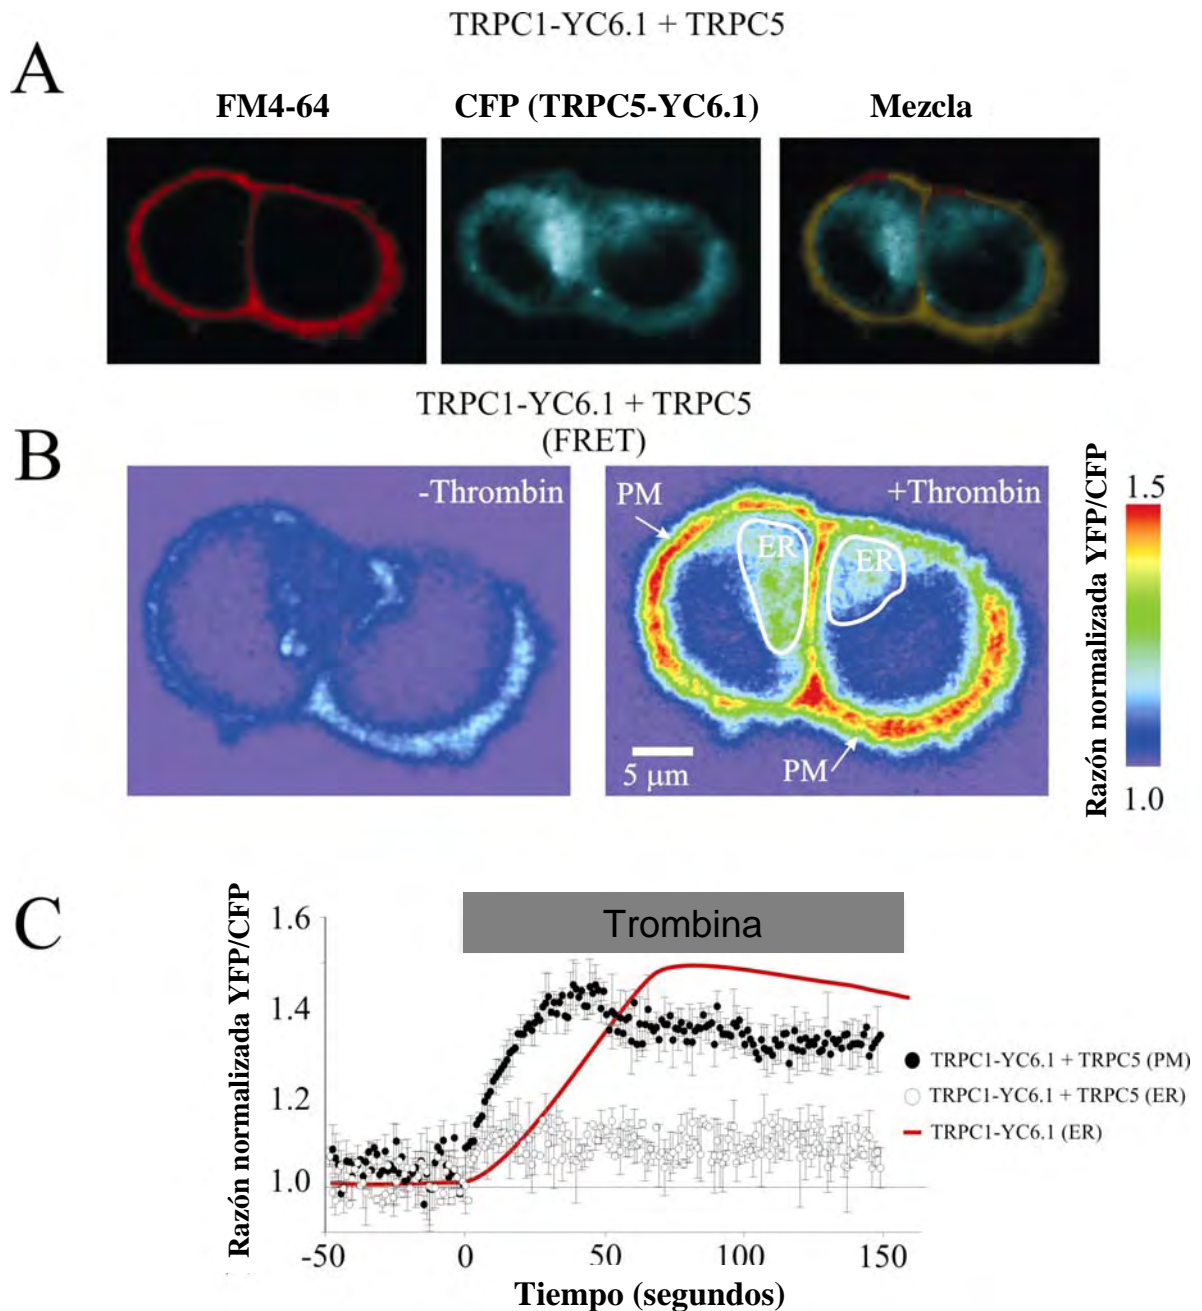 TRPC1-YC6.1 + TRPC5
A
FM4-64
CFP (TRPC5-YC6.1)
Mezcla
TRPC1-YC6.1 + TRPC5
(FRET)
B
-Thrombin
PM
+Thrombin
ER
ER
PM
5 μm
1.5
Razón normalizada YFP/CFP
1.0
C
Razón normalizada YFP/CFP
1.6
1.4
1.2
1.0
Trombina
TRPC1-YC6.1 + TRPC5 (PM)
TRPC1-YC6.1 + TRPC5 (ER)
TRPC1-YC6.1 (ER)
-50
0
50
100
150
Tiempo (segundos)